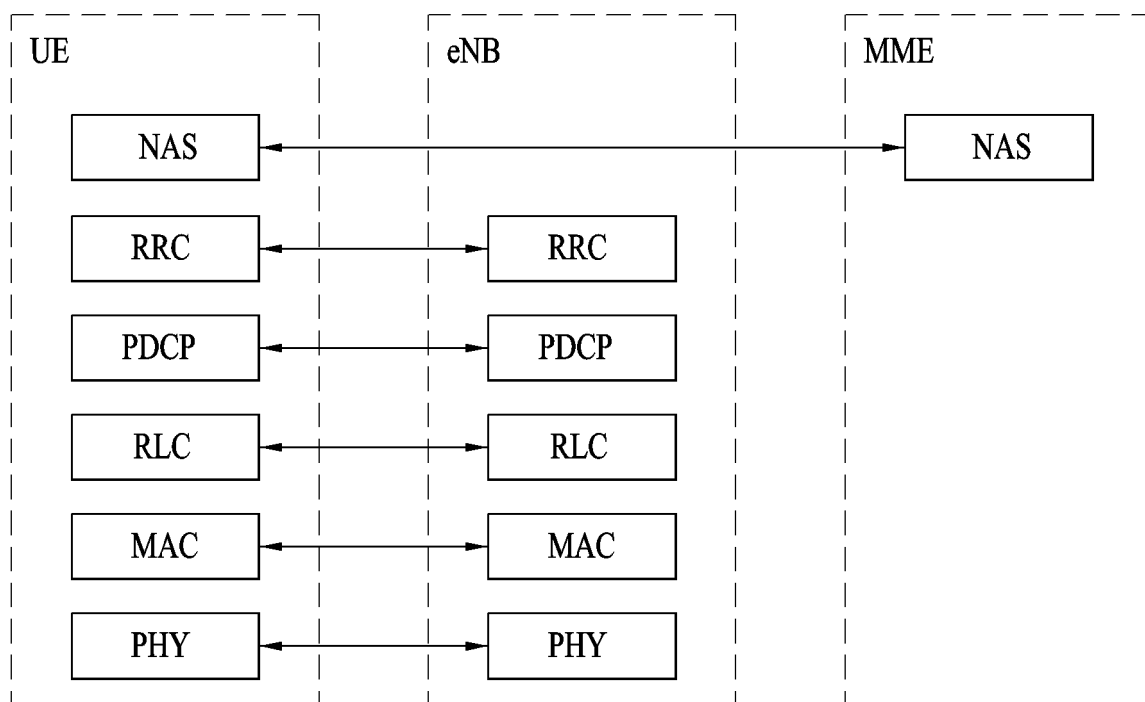 UE
eNB
MME
NAS
NAS
RRC
RRC
PDCP
PDCP
RLC
RLC
MAC
MAC
PHY
PHY